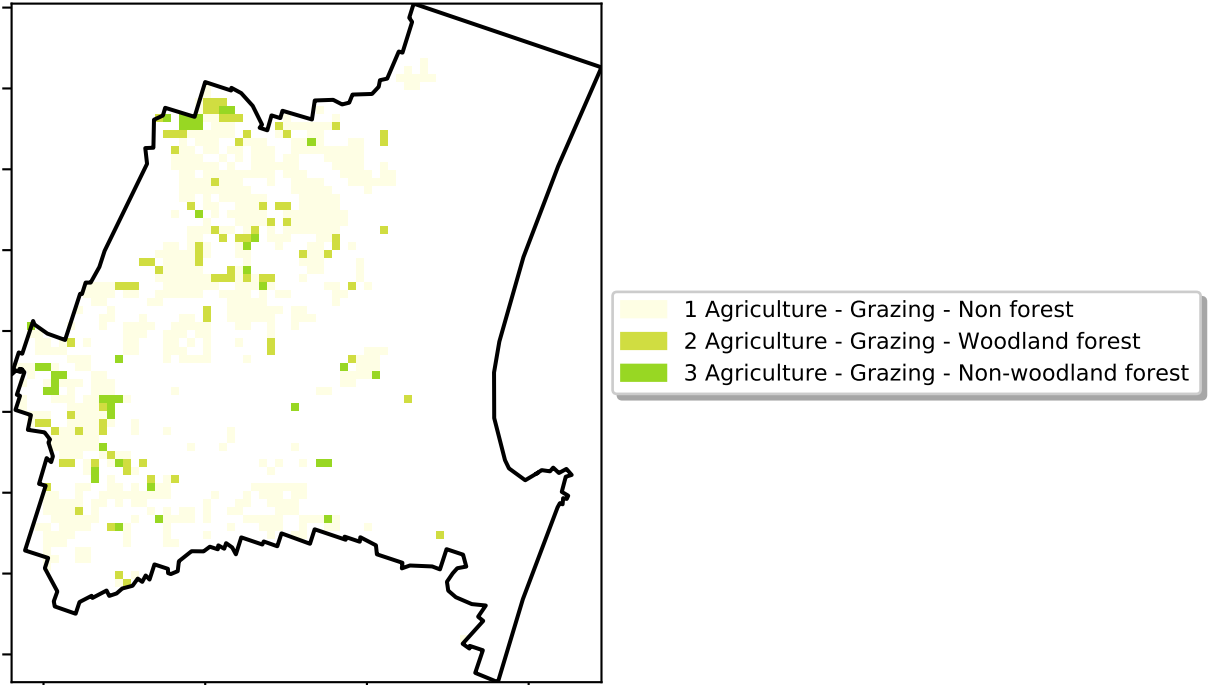 1 Agriculture - Grazing - Non forest
2 Agriculture - Grazing - Woodland forest
3 Agriculture - Grazing - Non-woodland forest